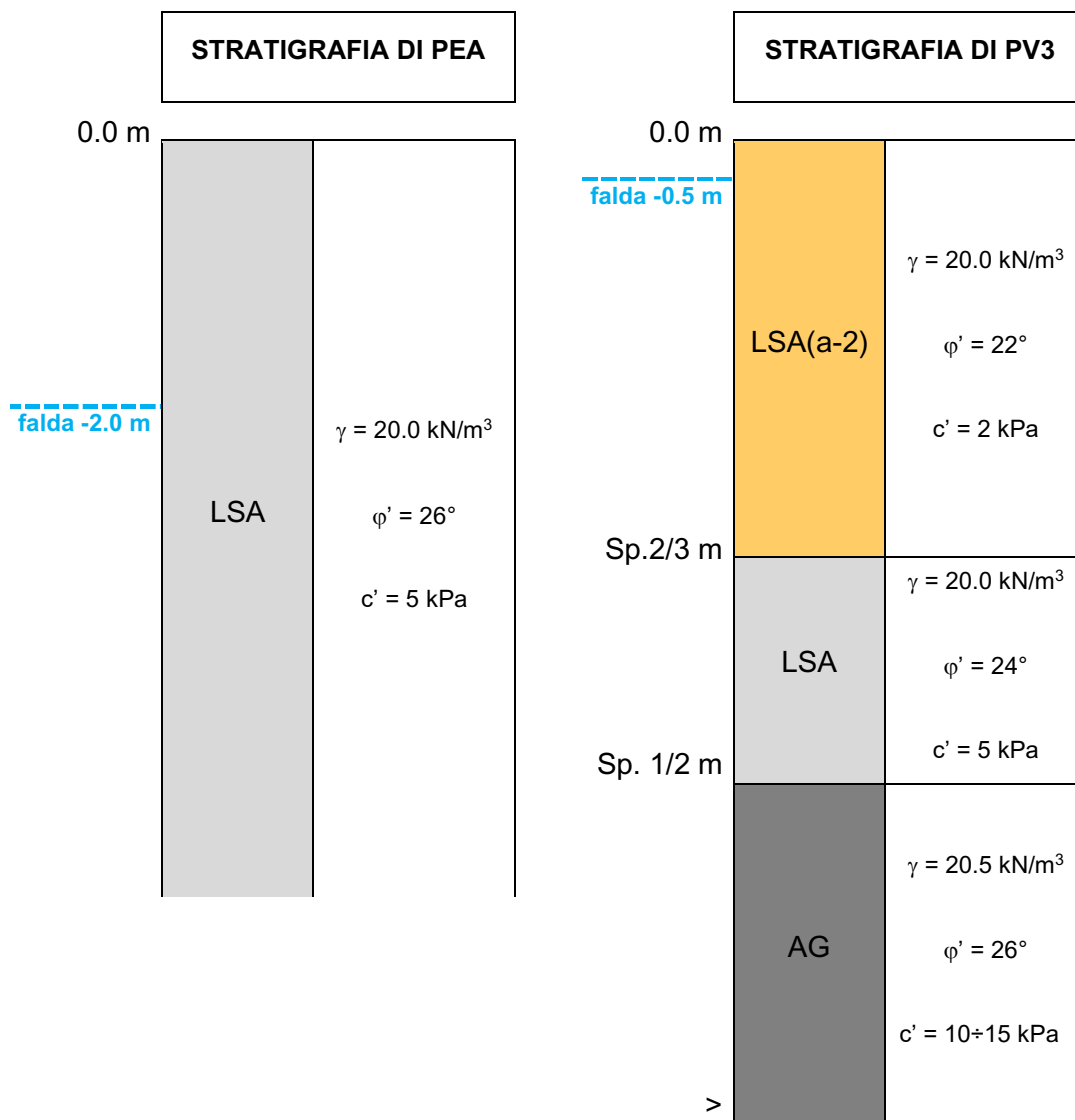 STRATIGRAFIA DI PEA
0.0 m
falda -2.0 m
LSA
γ = 20.0 kN/m³
φ' = 26°
c' = 5 kPa
STRATIGRAFIA DI PV3
0.0 m
falda -0.5 m
LSA(a-2)
γ = 20.0 kN/m³
φ' = 22°
c' = 2 kPa
Sp.2/3 m
LSA
γ = 20.0 kN/m³
φ' = 24°
c' = 5 kPa
Sp. 1/2 m
AG
γ = 20.5 kN/m³
φ' = 26°
c' = 10÷15 kPa
>